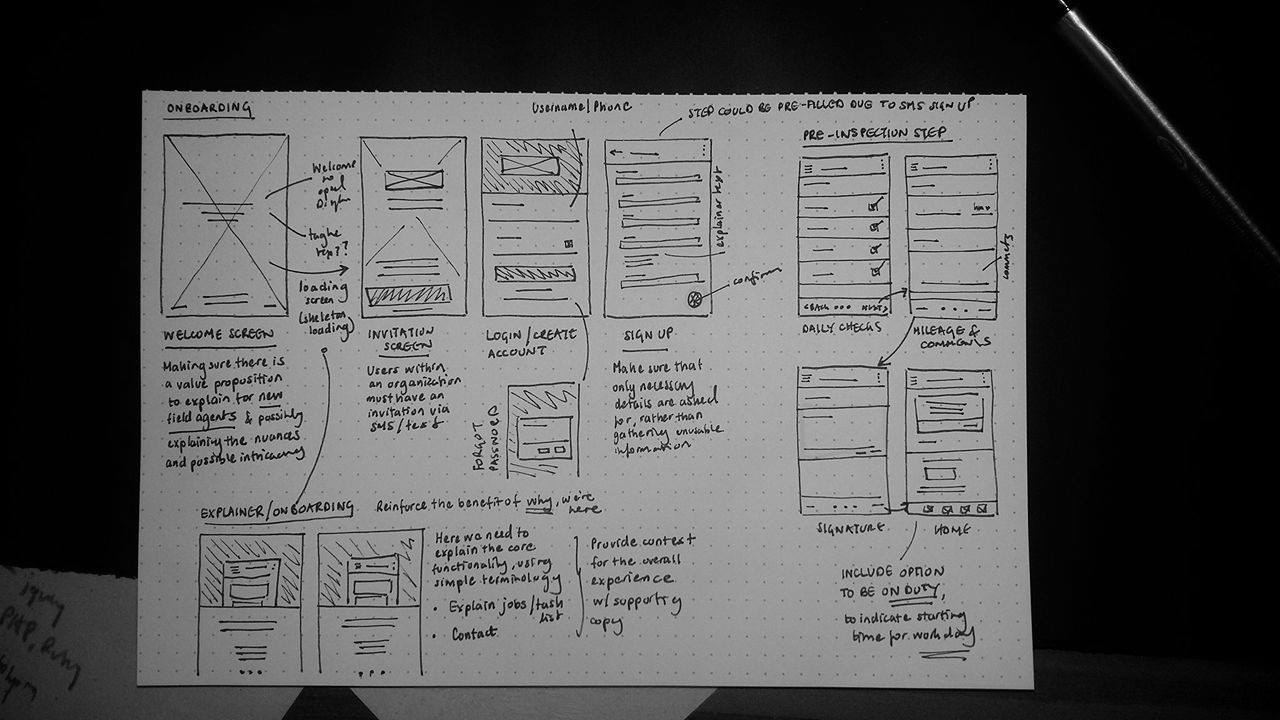 ONBOARDING
Username/Phone
STEP COULD BE PRE-FILLED DUE TO SMS SIGN UP
PRE-INSPECTION STEP
Welcome
to
loading
screen
(skeleton
loading)
explainer text
confirm
<BACK
NEXT>
comments
WELCOME SCREEN
Making sure there is
a value proposition
to explain for new
field agents & possibly
explaining the nuances
and possible intricacy
INVITATION
SCREEN
Users within
an organization
must have an
invitation via
SMS/text
LOGIN/CREATE
ACCOUNT
FORGOT
PASSWORD
SIGN UP
Make sure that
only necessary
details are asked
for, rather than
gathering unusable
information
DAILY CHECKS
MILEAGE &
COMMENTS
SIGNATURE
HOME
INCLUDE OPTION
TO BE ON DUTY,
to indicate starting
time for work day
EXPLAINER/ONBOARDING
Reinforce the benefit of why, we're
here
Here we need to
explain the core
functionality, using
simple terminology
• Explain jobs/task
list
• Contact
Provide context
for the overall
experience
w/ supporting
copy
PHP, Ruby